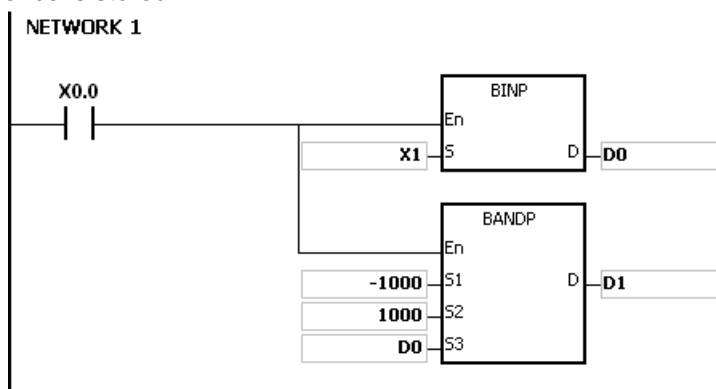 NETWORK 1
X0.0
BINP
En
X1 S D D0
BANDP
En
-1000 S1 D D1
1000 S2
D0 S3